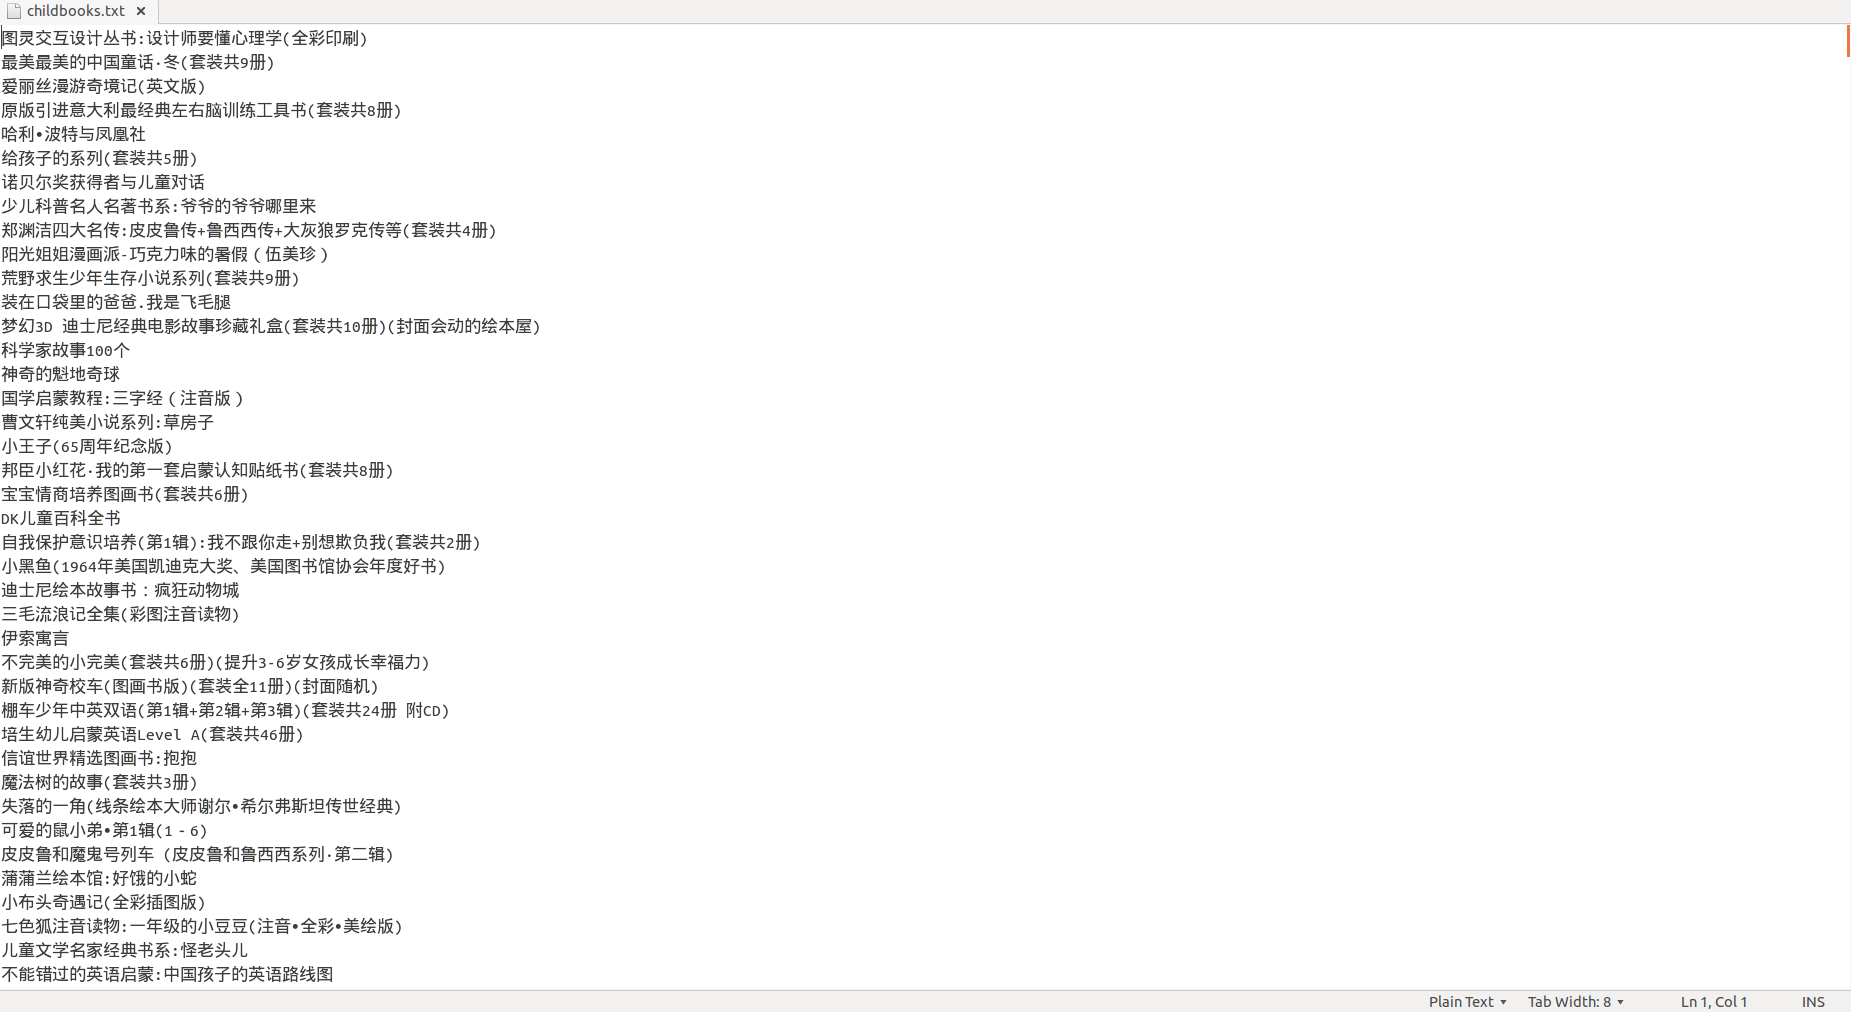 childbooks.txt ×
图灵交互设计丛书:设计师要懂心理学(全彩印刷)
最美最美的中国童话·冬(套装共9册)
爱丽丝漫游奇境记(英文版)
原版引进意大利最经典左右脑训练工具书(套装共8册)
哈利•波特与凤凰社
给孩子的系列(套装共5册)
诺贝尔奖获得者与儿童对话
少儿科普名人名著书系:爷爷的爷爷哪里来
郑渊洁四大名传:皮皮鲁传+鲁西西传+大灰狼罗克传等(套装共4册)
阳光姐姐漫画派-巧克力味的暑假（伍美珍）
荒野求生少年生存小说系列(套装共9册)
装在口袋里的爸爸.我是飞毛腿
梦幻3D 迪士尼经典电影故事珍藏礼盒(套装共10册)(封面会动的绘本屋)
科学家故事100个
神奇的魁地奇球
国学启蒙教程:三字经（注音版）
曹文轩纯美小说系列:草房子
小王子(65周年纪念版)
邦臣小红花·我的第一套启蒙认知贴纸书(套装共8册)
宝宝情商培养图画书(套装共6册)
DK儿童百科全书
自我保护意识培养(第1辑):我不跟你走+别想欺负我(套装共2册)
小黑鱼(1964年美国凯迪克大奖、美国图书馆协会年度好书)
迪士尼绘本故事书：疯狂动物城
三毛流浪记全集(彩图注音读物)
伊索寓言
不完美的小完美(套装共6册)(提升3-6岁女孩成长幸福力)
新版神奇校车(图画书版)(套装全11册)(封面随机)
棚车少年中英双语(第1辑+第2辑+第3辑)(套装共24册 附CD)
培生幼儿启蒙英语Level A(套装共46册)
信谊世界精选图画书:抱抱
魔法树的故事(套装共3册)
失落的一角(线条绘本大师谢尔•希尔弗斯坦传世经典)
可爱的鼠小弟•第1辑(1‐6)
皮皮鲁和魔鬼号列车 (皮皮鲁和鲁西西系列·第二辑)
蒲蒲兰绘本馆:好饿的小蛇
小布头奇遇记(全彩插图版)
七色狐注音读物:一年级的小豆豆(注音•全彩•美绘版)
儿童文学名家经典书系:怪老头儿
不能错过的英语启蒙:中国孩子的英语路线图
Plain Text Tab Width: 8 Ln 1, Col 1 INS